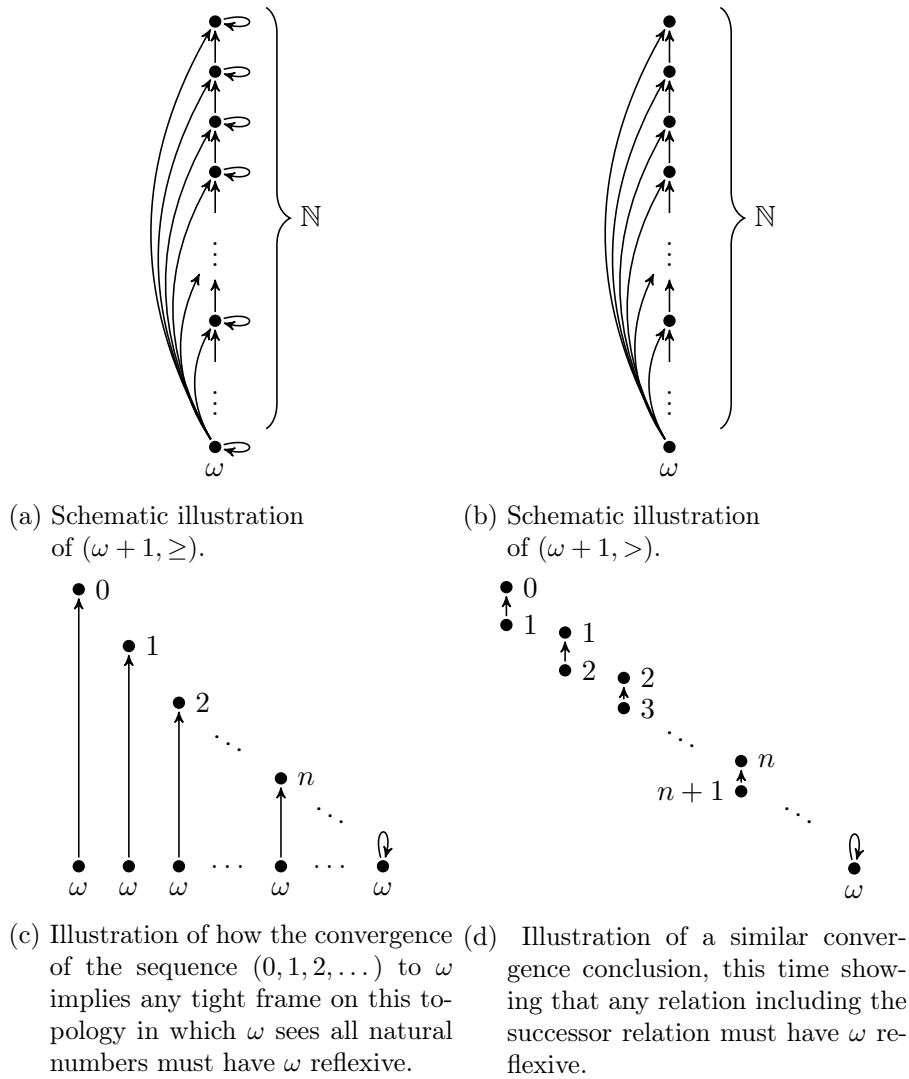 ℕ
ℕ
ω
ω
(a) Schematic illustration
of (ω + 1, ≥).
(b) Schematic illustration
of (ω + 1, >).
0
1
2
n
ω
ω
ω
···
ω
···
ω
0
1
1
2
2
3
n
n + 1
ω
(c) Illustration of how the convergence
of the sequence (0, 1, 2, . . .) to ω
implies any tight frame on this to-
pology in which ω sees all natural
numbers must have ω reflexive.
(d) Illustration of a similar conver-
gence conclusion, this time show-
ing that any relation including the
successor relation must have ω re-
flexive.